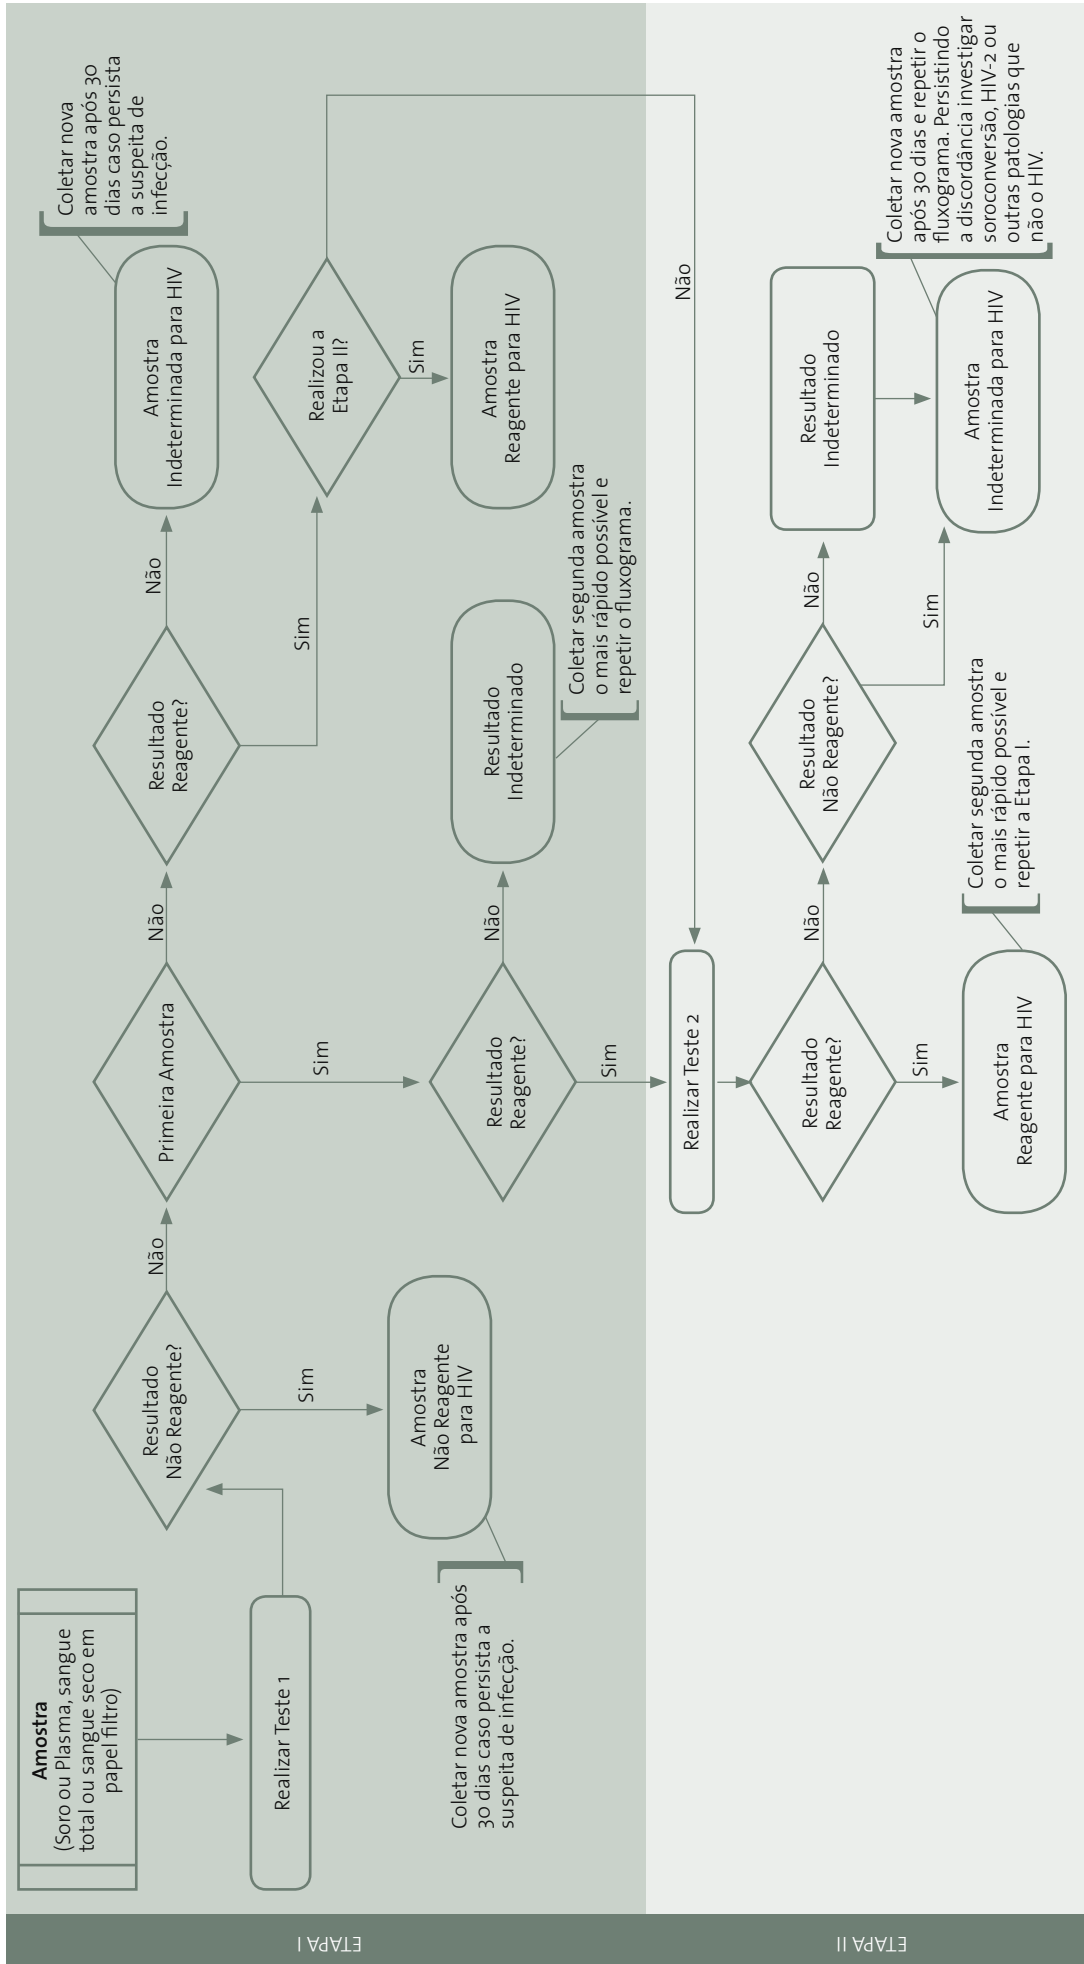 ETAPA I
Amostra
(Soro ou Plasma, sangue
total ou sangue seco em
papel filtro)
Realizar Teste 1
Resultado
Não Reagente?
Sim
Amostra
Não Reagente
para HIV
Coletar nova amostra após
30 dias caso persista a
suspeita de infecção.
Não
Primeira Amostra
Sim
Resultado
Reagente?
Sim
Não
Resultado
Indeterminado
Coletar segunda amostra
o mais rápido possível e
repetir o fluxograma.
Não
Resultado
Reagente?
Não
Amostra
Indeterminada para HIV
Coletar nova
amostra após 30
dias caso persista
a suspeita de
infecção.
Sim
Realizou a
Etapa II?
Sim
Amostra
Reagente para HIV
Não
ETAPA II
Realizar Teste 2
Resultado
Reagente?
Sim
Amostra
Reagente para HIV
Coletar segunda amostra
o mais rápido possível e
repetir a Etapa I.
Não
Resultado
Não Reagente?
Não
Resultado
Indeterminado
Sim
Amostra
Indeterminada para HIV
Coletar nova amostra
após 30 dias e repetir o
fluxograma. Persistindo
a discordância investigar
soroconversão, HIV-2 ou
outras patologias que
não o HIV.